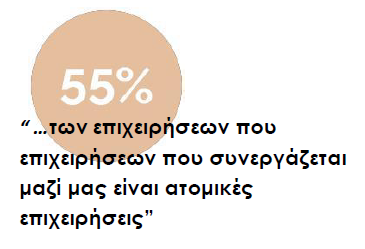 55%
“…των επιχειρήσεων που
επιχειρήσεων που συνεργάζεται
μαζί μας είναι ατομικές
επιχειρήσεις”